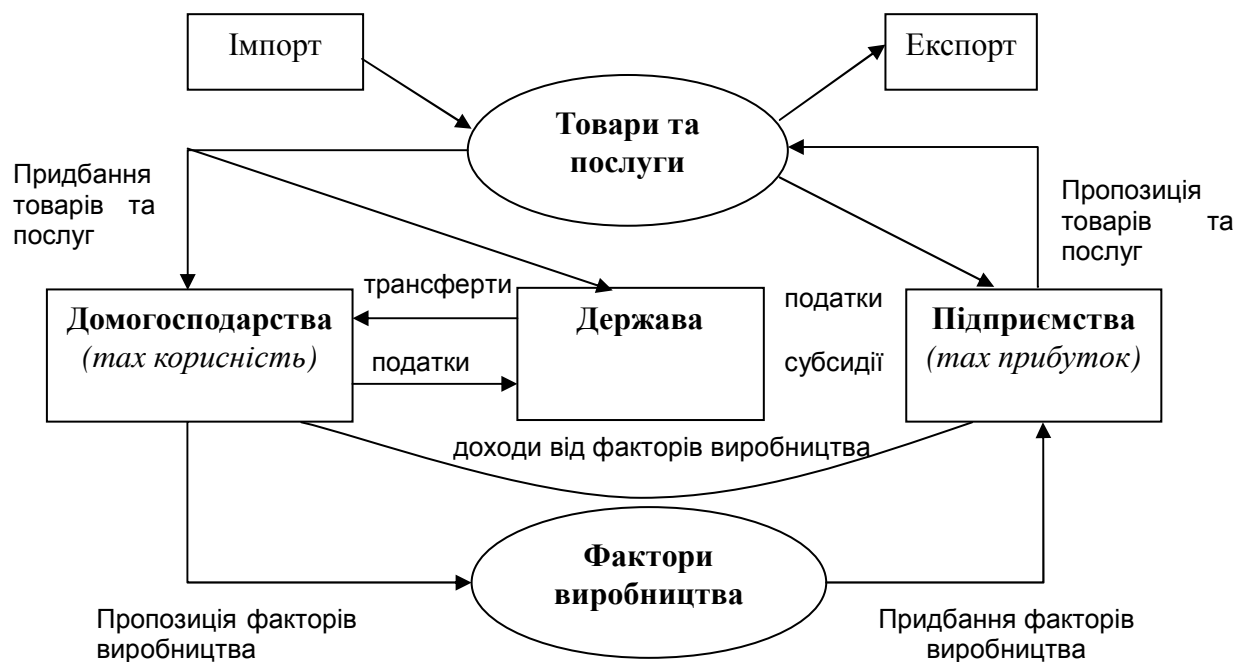 Імпорт
Експорт
Товари та
послуги
Придбання
товарів та
послуг
Пропозиція
товарів та
послуг
трансферти
Домогосподарства
(max корисність)
податки
Держава
податки
субсидії
Підприємства
(max прибуток)
доходи від факторів виробництва
Фактори
виробництва
Пропозиція факторів
виробництва
Придбання факторів
виробництва